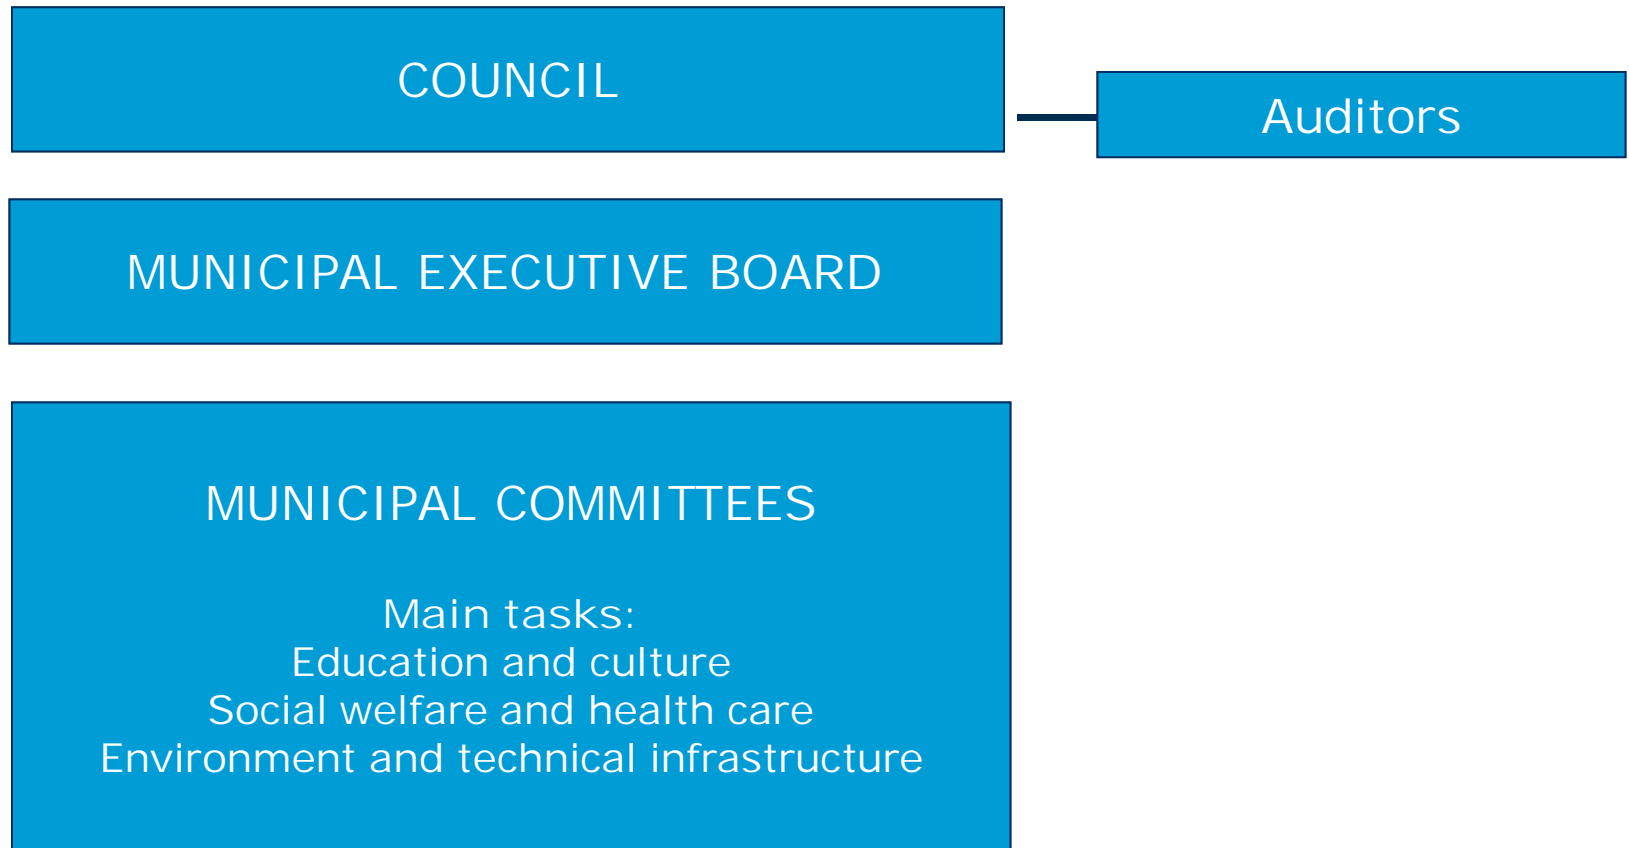 COUNCIL
Auditors
MUNICIPAL EXECUTIVE BOARD
MUNICIPAL COMMITTEES
Main tasks:
Education and culture
Social welfare and health care
Environment and technical infrastructure